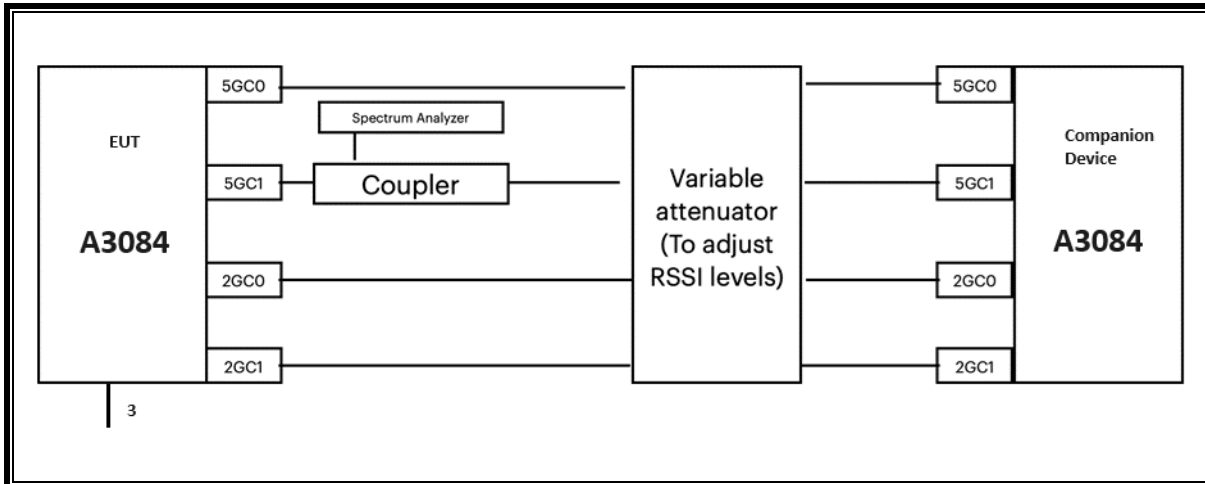 5GC0
5GC0
Spectrum Analyzer
EUT
Companion
Device
5GC1
Coupler
Variable
attenuator
(To adjust
RSSI levels)
5GC1
A3084
A3084
2GC0
2GC0
2GC1
2GC1
3